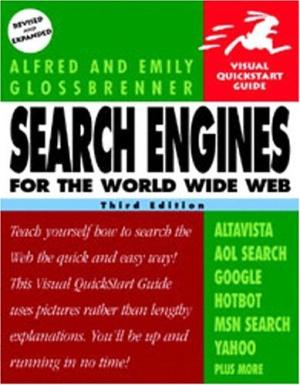 REVISED
AND
EXPANDED
ALFRED AND EMILY
GLOSSBRENNER
VISUAL
QUICKSTART
GUIDE
SEARCH ENGINES
FOR THE WORLD WIDE WEB
Third Edition
Teach yourself how to search the
Web the quick and easy way!
This Visual QuickStart Guide
uses pictures rather than lengthy
explanations. You'll be up and
running in no time!
ALTAVISTA
AOL SEARCH
GOOGLE
HOTBOT
MSN SEARCH
YAHOO
PLUS MORE